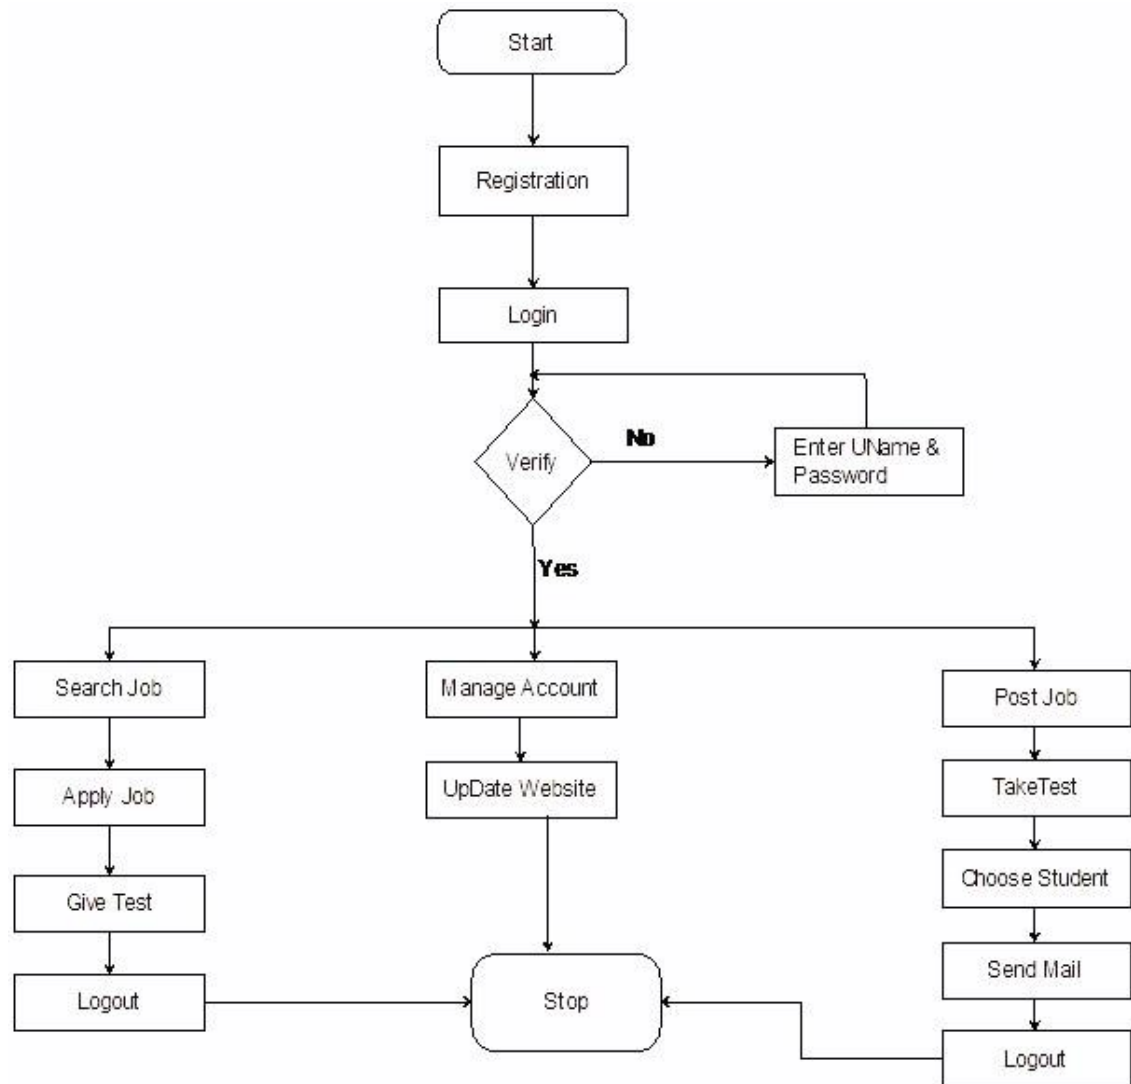 Start
Registration
Login
No
Verify
Enter UName &
Password
Yes
Search Job
Manage Account
Post Job
Apply Job
UpDate Website
TakeTest
Give Test
Choose Student
Logout
Stop
Send Mail
Logout